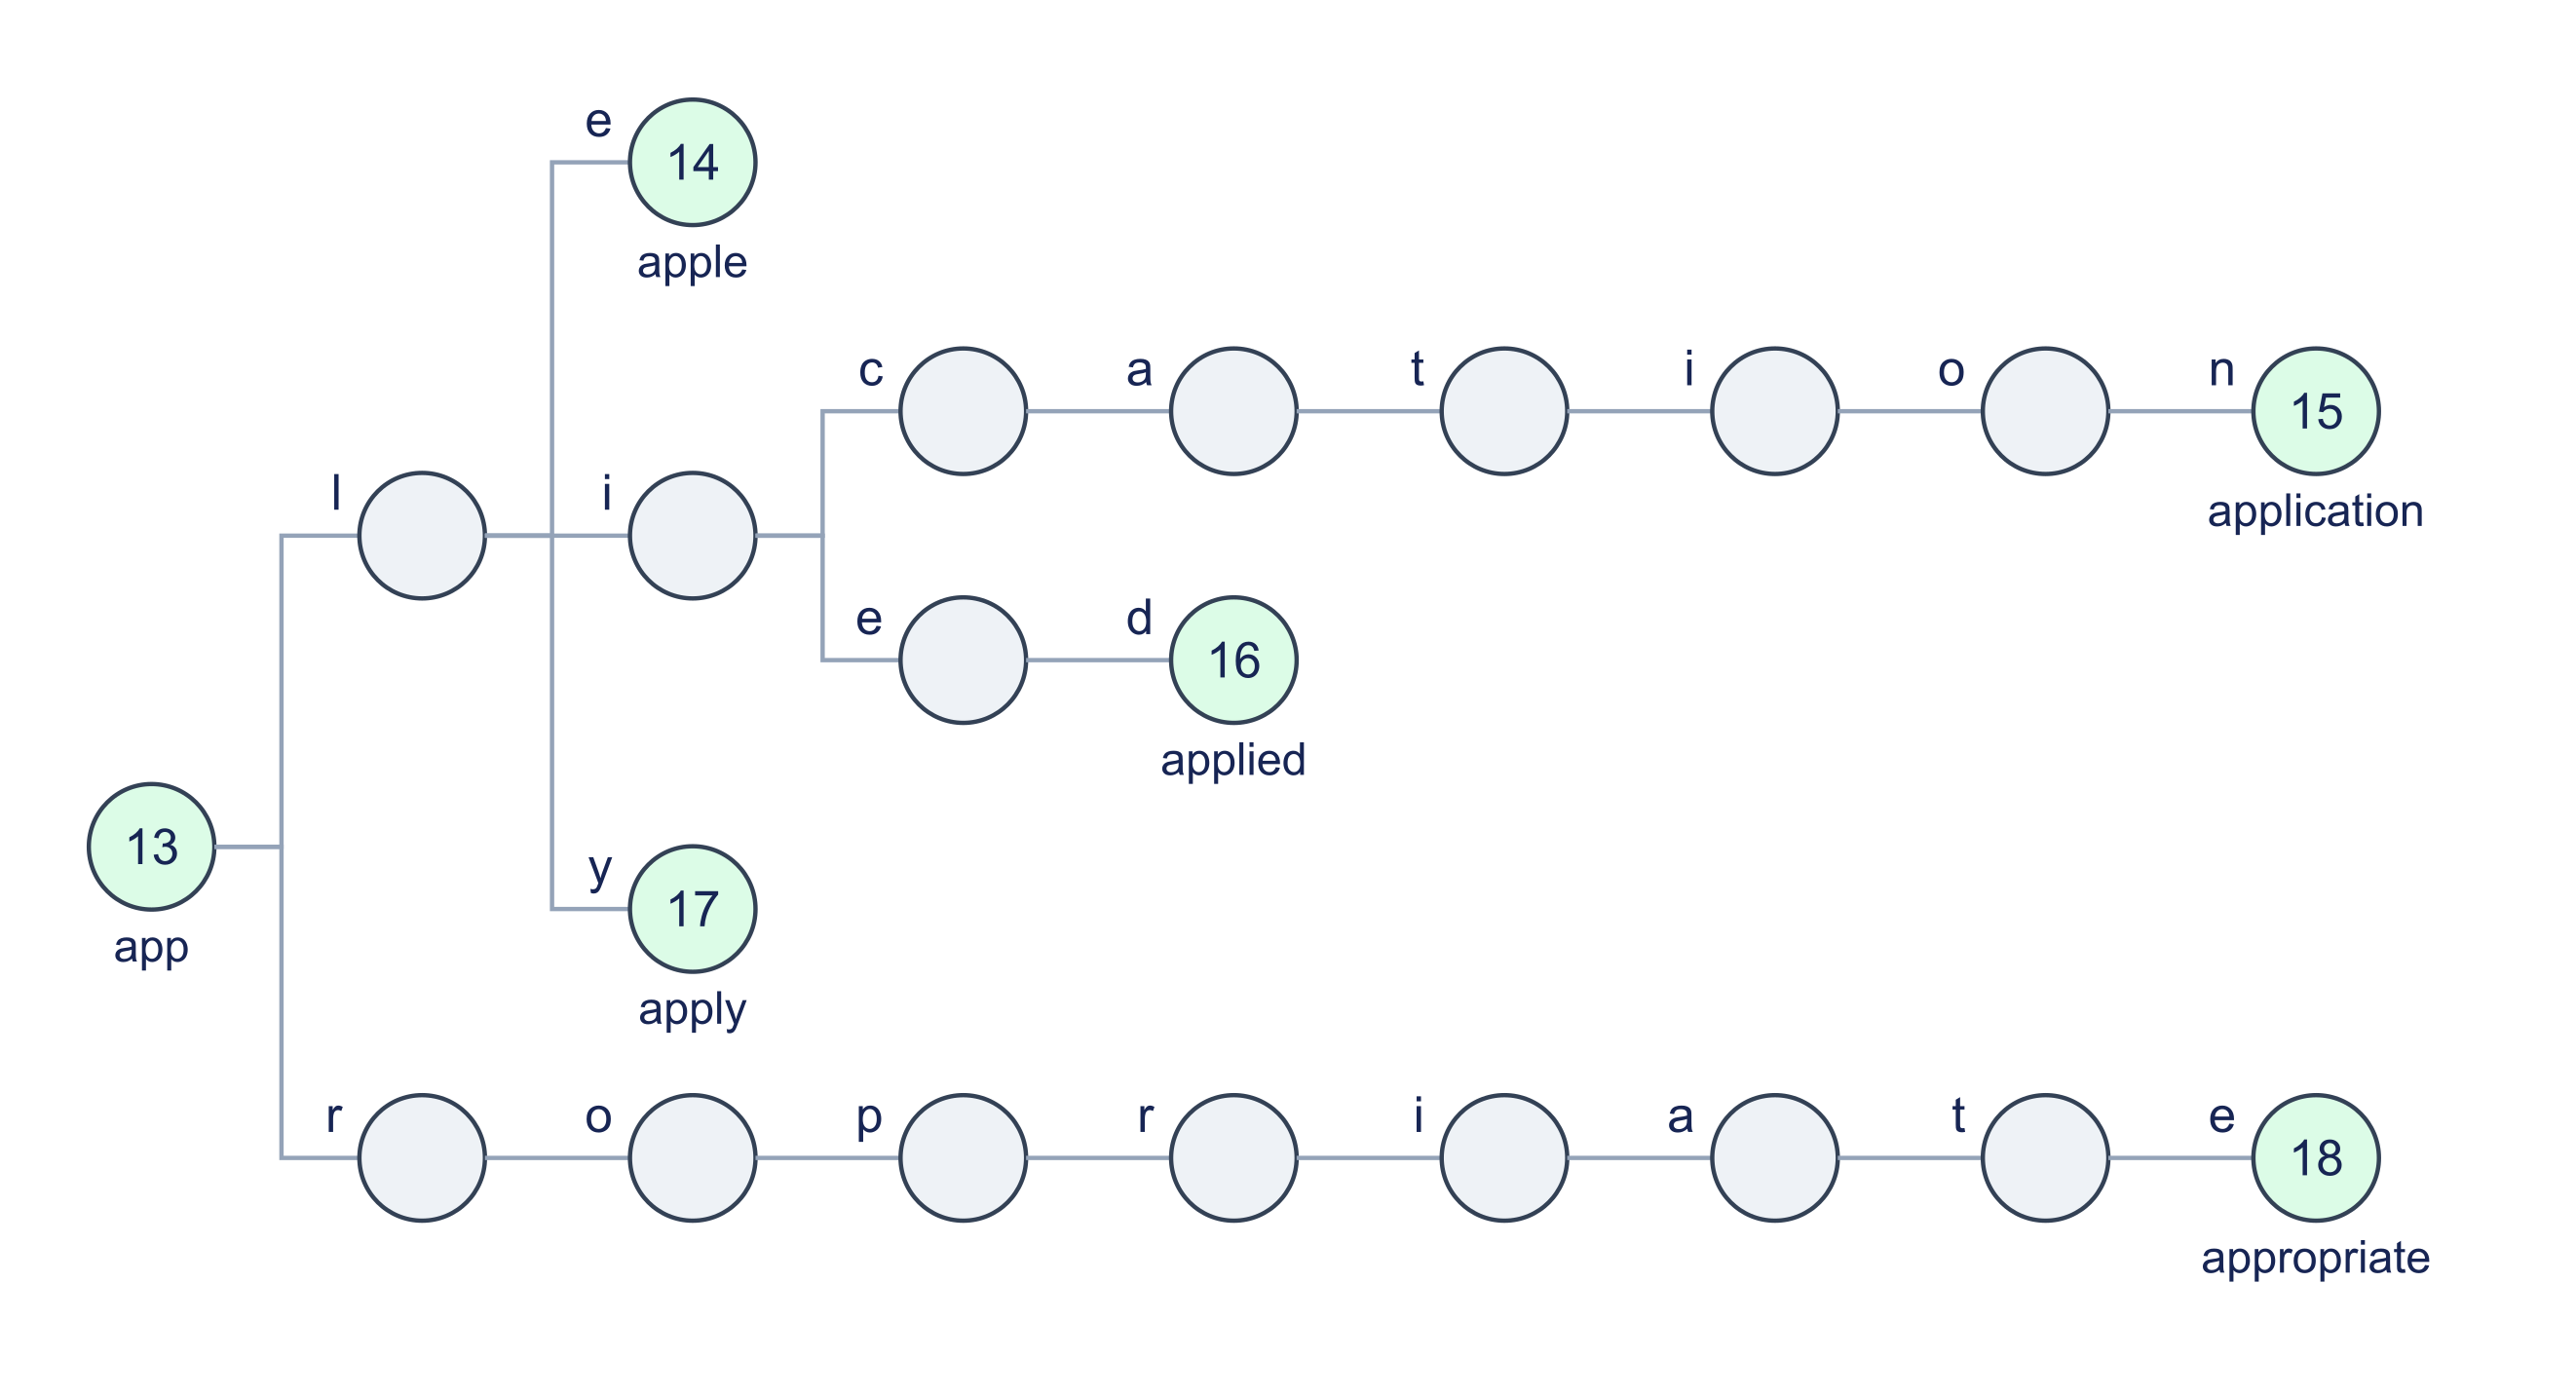 e
14
apple
c a t i o n
15
application
l i
e d
16
applied
13
app
y
17
apply
r o p r i a t e
18
appropriate